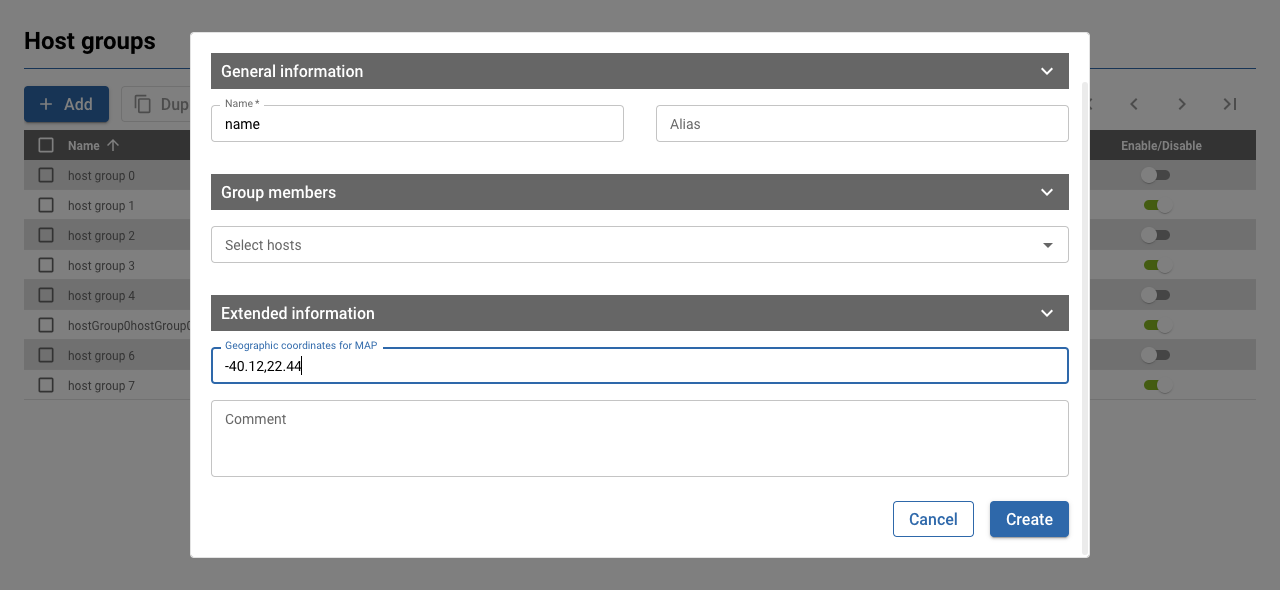 Host groups
General information
Add
Dup
Name *
name
Alias
Name
Enable/Disable
host group 0
Group members
host group 1
host group 2
Select hosts
host group 3
host group 4
Extended information
hostGroup0hostGroup0
Geographic coordinates for MAP
host group 6
-40.12,22.44
host group 7
Comment
Cancel
Create